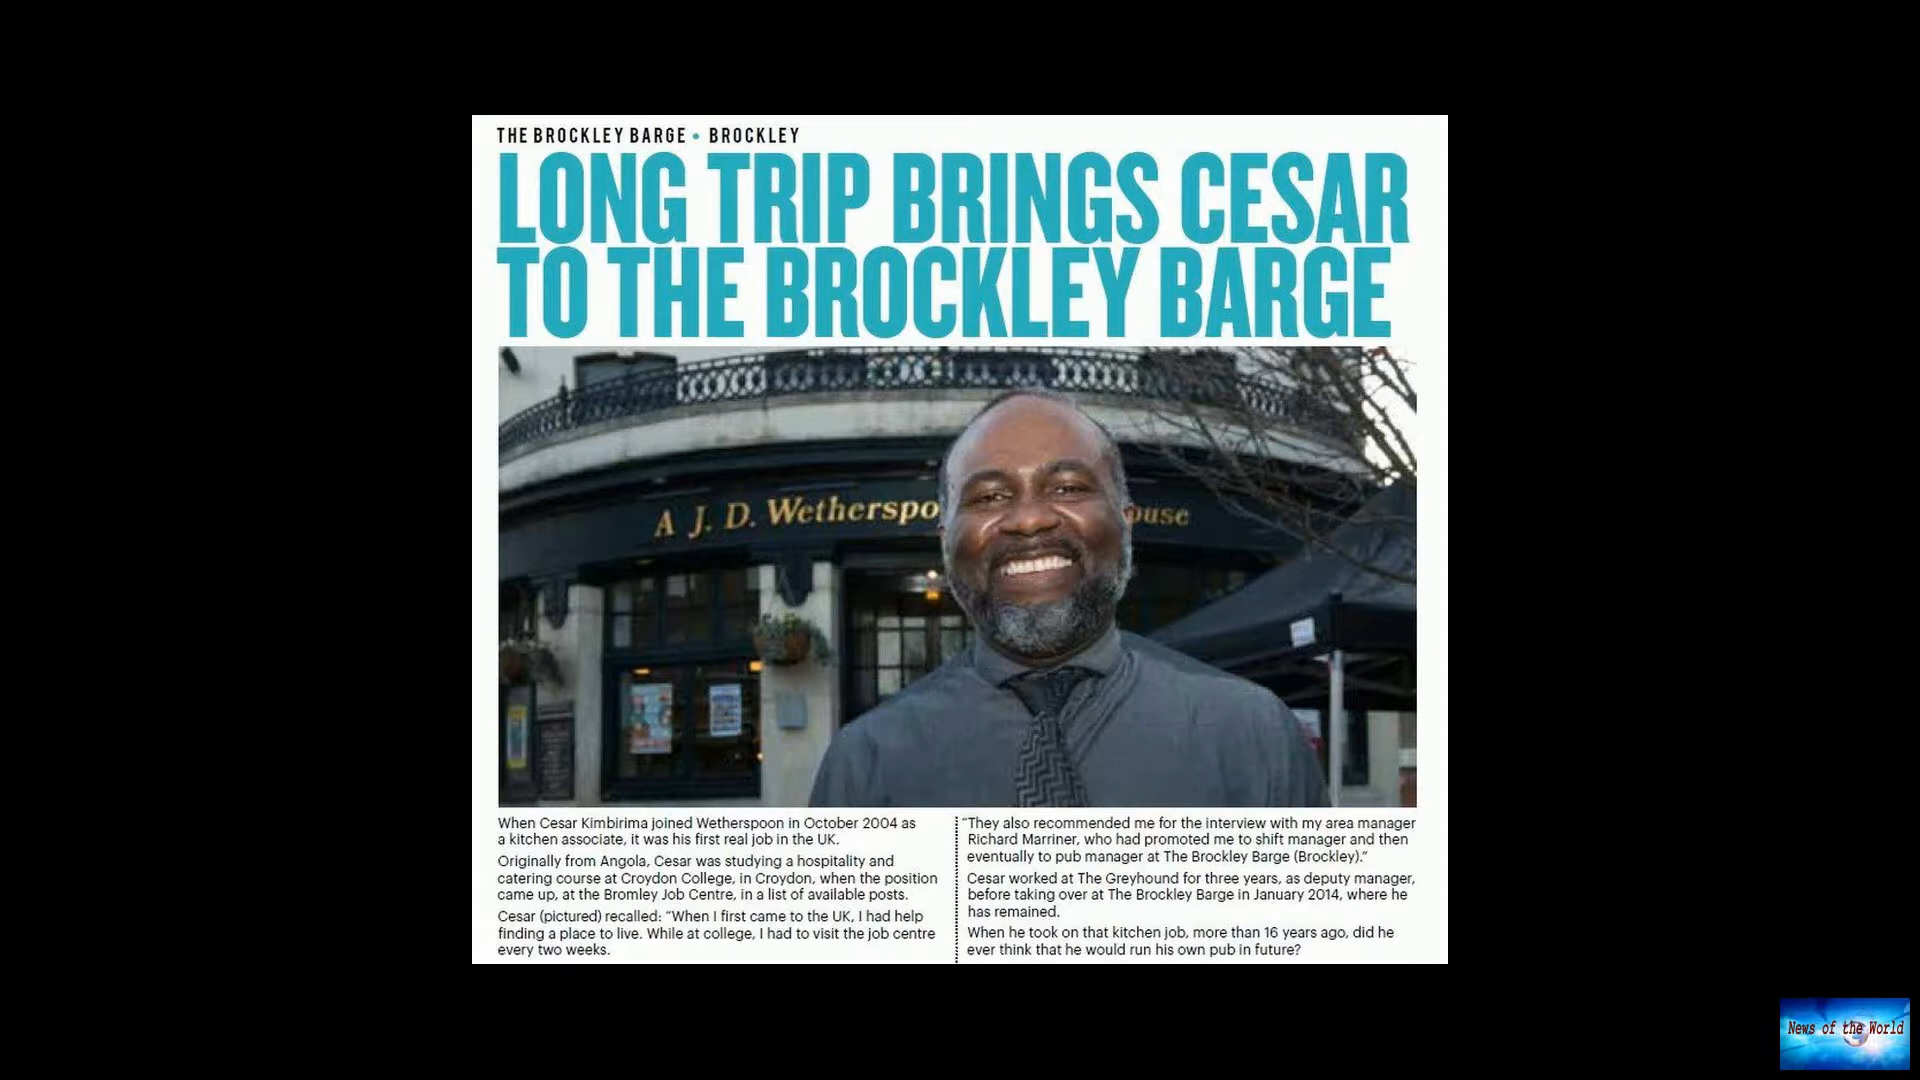 THE BROCKLEY BARGE • BROCKLEY
LONG TRIP BRINGS CESAR
TO THE BROCKLEY BARGE
A J. D. Wetherspo
ouse
When Cesar Kimbirima joined Wetherspoon in October 2004 as
a kitchen associate, it was his first real job in the UK.
Originally from Angola, Cesar was studying a hospitality and
catering course at Croydon College, in Croydon, when the position
came up, at the Bromley Job Centre, in a list of available posts.
Cesar (pictured) recalled: “When I first came to the UK, I had help
finding a place to live. While at college, I had to visit the job centre
every two weeks.
“They also recommended me for the interview with my area manager
Richard Marriner, who had promoted me to shift manager and then
eventually to pub manager at The Brockley Barge (Brockley).”
Cesar worked at The Greyhound for three years, as deputy manager,
before taking over at The Brockley Barge in January 2014, where he
has remained.
When he took on that kitchen job, more than 16 years ago, did he
ever think that he would run his own pub in future?
News of the World